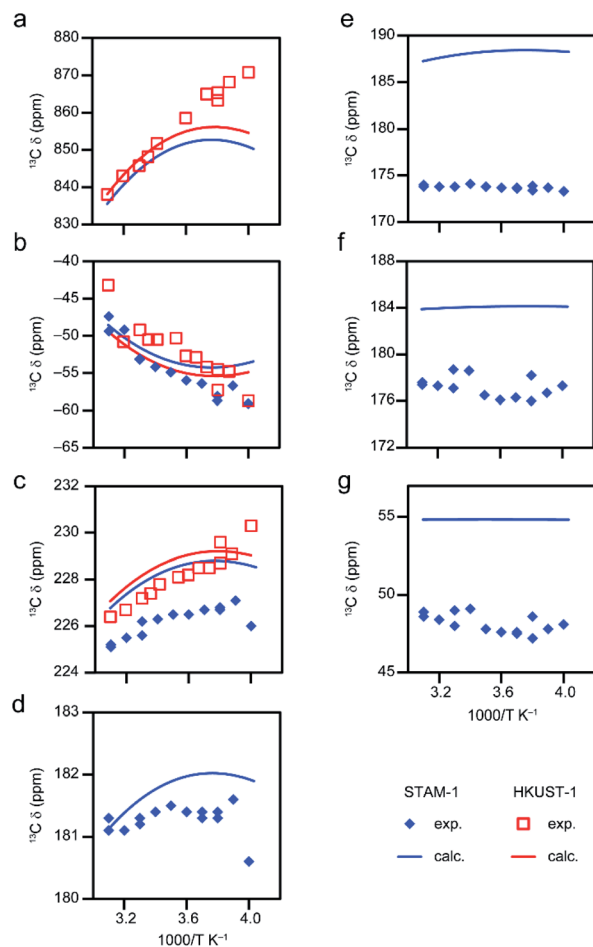 a
880
870
860
850
840
830
¹³C δ (ppm)
b
–40
–45
–50
–55
–60
–65
¹³C δ (ppm)
c
232
230
228
226
224
¹³C δ (ppm)
d
183
182
181
180
¹³C δ (ppm)
3.2 3.6 4.0
1000/T K⁻¹
e
190
185
180
175
170
¹³C δ (ppm)
f
188
184
180
176
172
¹³C δ (ppm)
g
55
50
45
¹³C δ (ppm)
3.2 3.6 4.0
1000/T K⁻¹
STAM-1 HKUST-1
exp. exp.
calc. calc.